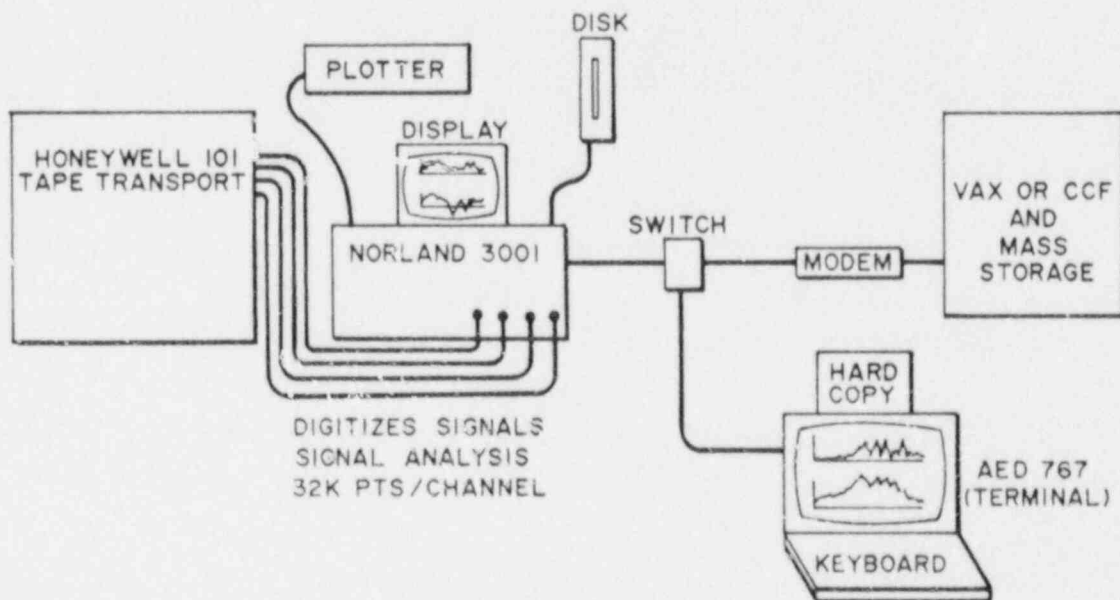 DISK
PLOTTER
DISPLAY
HONEYWELL 101
TAPE TRANSPORT
NORLAND 3001
SWITCH
MODEM
VAX OR CCF
AND
MASS
STORAGE
DIGITIZES SIGNALS
SIGNAL ANALYSIS
32K PTS/CHANNEL
HARD
COPY
AED 767
(TERMINAL)
KEYBOARD